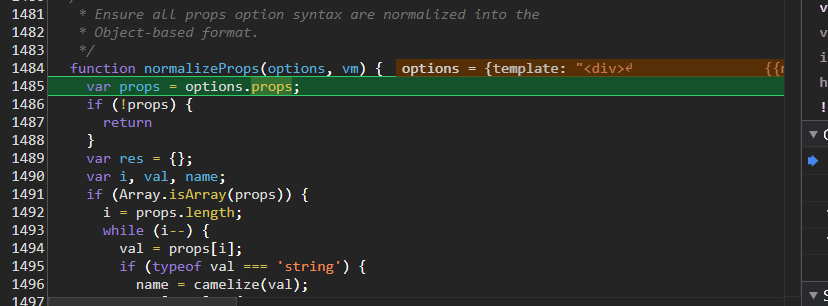 1481 * Ensure all props option syntax are normalized into the
1482 * Object-based format.
1483 */
1484 function normalizeProps(options, vm) { options = {template: "<div>↲ {{
1485 var props = options.props;
1486 if (!props) {
1487 return
1488 }
1489 var res = {};
1490 var i, val, name;
1491 if (Array.isArray(props)) {
1492 i = props.length;
1493 while (i--) {
1494 val = props[i];
1495 if (typeof val === 'string') {
1496 name = camelize(val);
1497